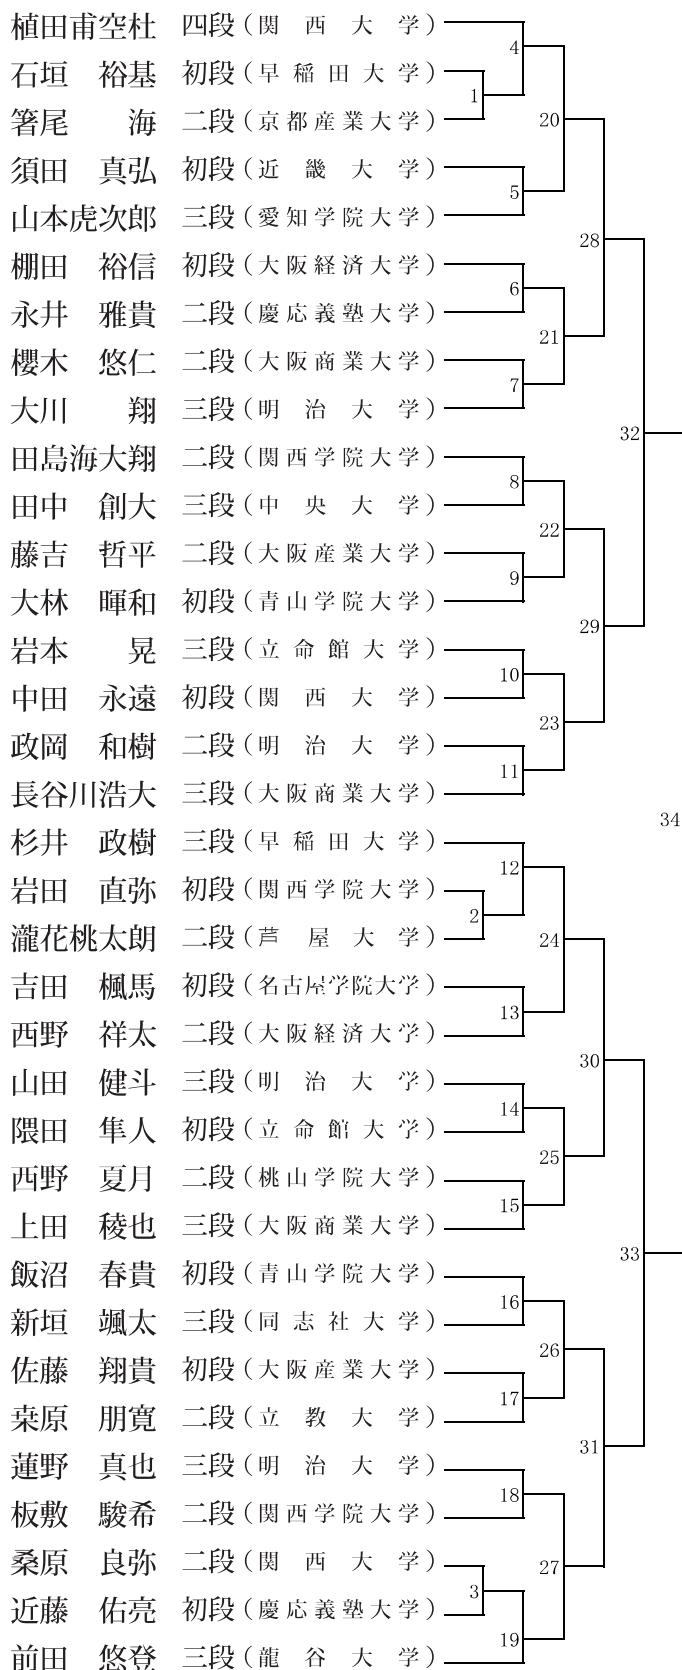 植田甫空杜 四段(関西大学)
石垣 裕基 初段(早稲田大学)
箸尾 海 二段(京都産業大学)
須田 真弘 初段(近畿大学)
山本虎次郎 三段(愛知学院大学)
棚田 裕信 初段(大阪経済大学)
永井 雅貴 二段(慶応義塾大学)
櫻木 悠仁 二段(大阪商業大学)
大川 翔 三段(明治大学)
田島海大翔 二段(関西学院大学)
田中 創大 三段(中央大学)
藤吉 哲平 二段(大阪産業大学)
大林 暉和 初段(青山学院大学)
岩本 晃 三段(立命館大学)
中田 永遠 初段(関西大学)
政岡 和樹 二段(明治大学)
長谷川浩大 三段(大阪商業大学)
杉井 政樹 三段(早稲田大学)
岩田 直弥 初段(関西学院大学)
瀧花桃太朗 二段(芦屋大学)
吉田 楓馬 初段(名古屋学院大学)
西野 祥太 二段(大阪経済大学)
山田 健斗 三段(明治大学)
隈田 隼人 初段(立命館大学)
西野 夏月 二段(桃山学院大学)
上田 稜也 三段(大阪商業大学)
飯沼 春貴 初段(青山学院大学)
新垣 颯太 三段(同志社大学)
佐藤 翔貴 初段(大阪産業大学)
桒原 朋寛 二段(立教大学)
蓮野 真也 三段(明治大学)
板敷 駿希 二段(関西学院大学)
桑原 良弥 二段(関西大学)
近藤 佑亮 初段(慶応義塾大学)
前田 悠登 三段(龍谷大学)
1
2
3
4
5
6
7
8
9
10
11
12
13
14
15
16
17
18
19
20
21
22
23
24
25
26
27
28
29
30
31
32
33
34